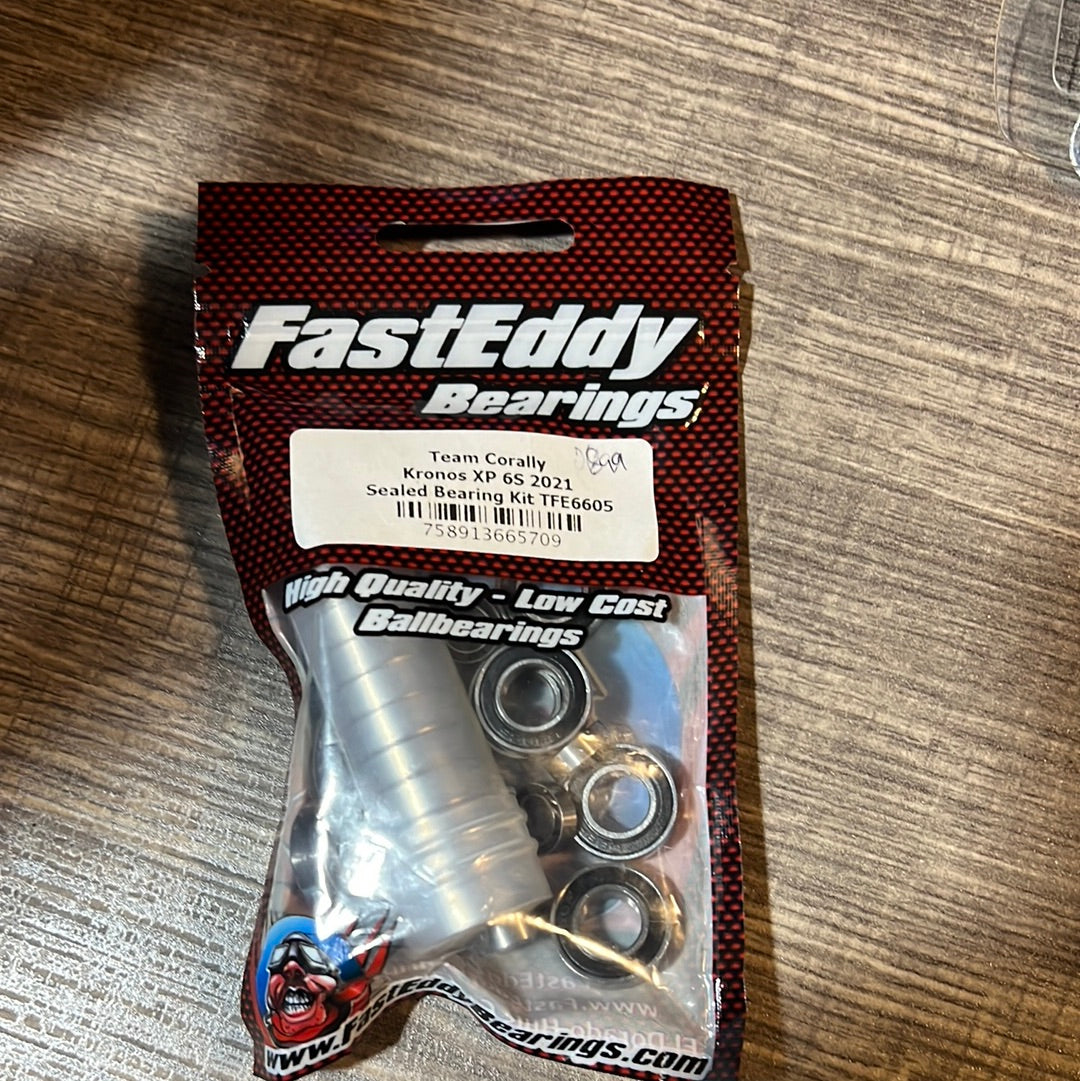 FastEddy
Bearings
Team Corally
Kronos XP 6S 2021
Sealed Bearing Kit TFE6605
758913665709
High Quality - Low Cost
Ballbearings
www.FastEddyBearings.com